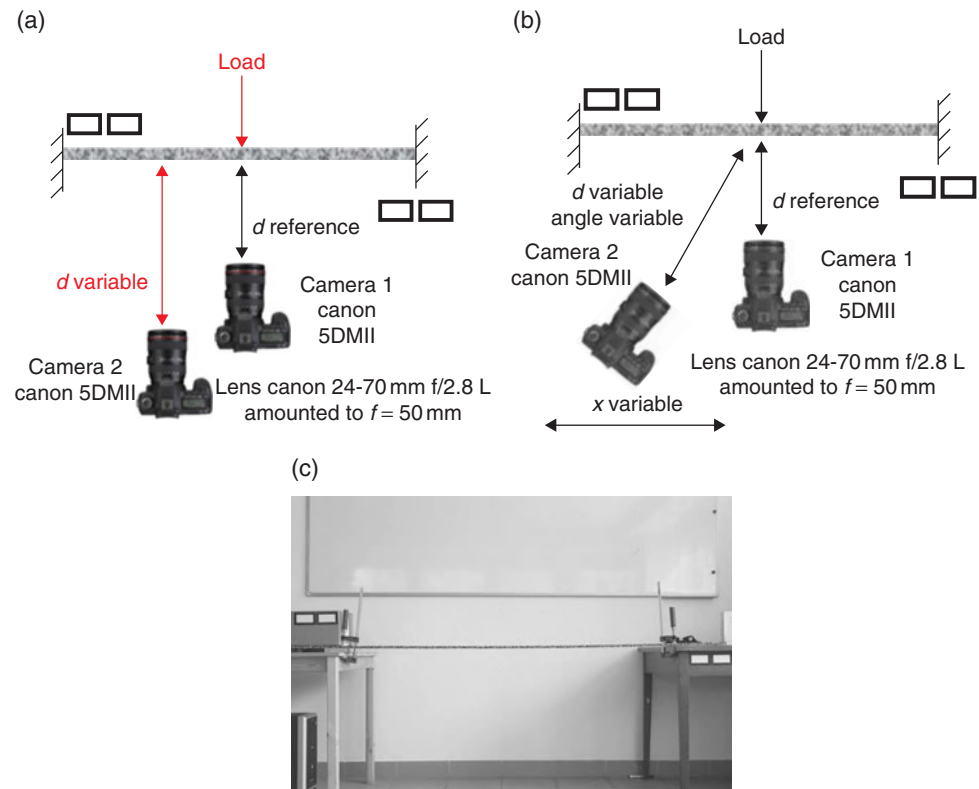 (a)
Load
d reference
d variable
Camera 1
canon
5DMII
Camera 2
canon 5DMII
Lens canon 24-70 mm f/2.8 L
amounted to f = 50 mm
(b)
Load
d variable
angle variable
d reference
Camera 2
canon 5DMII
Camera 1
canon
5DMII
Lens canon 24-70 mm f/2.8 L
amounted to f = 50 mm
x variable
(c)